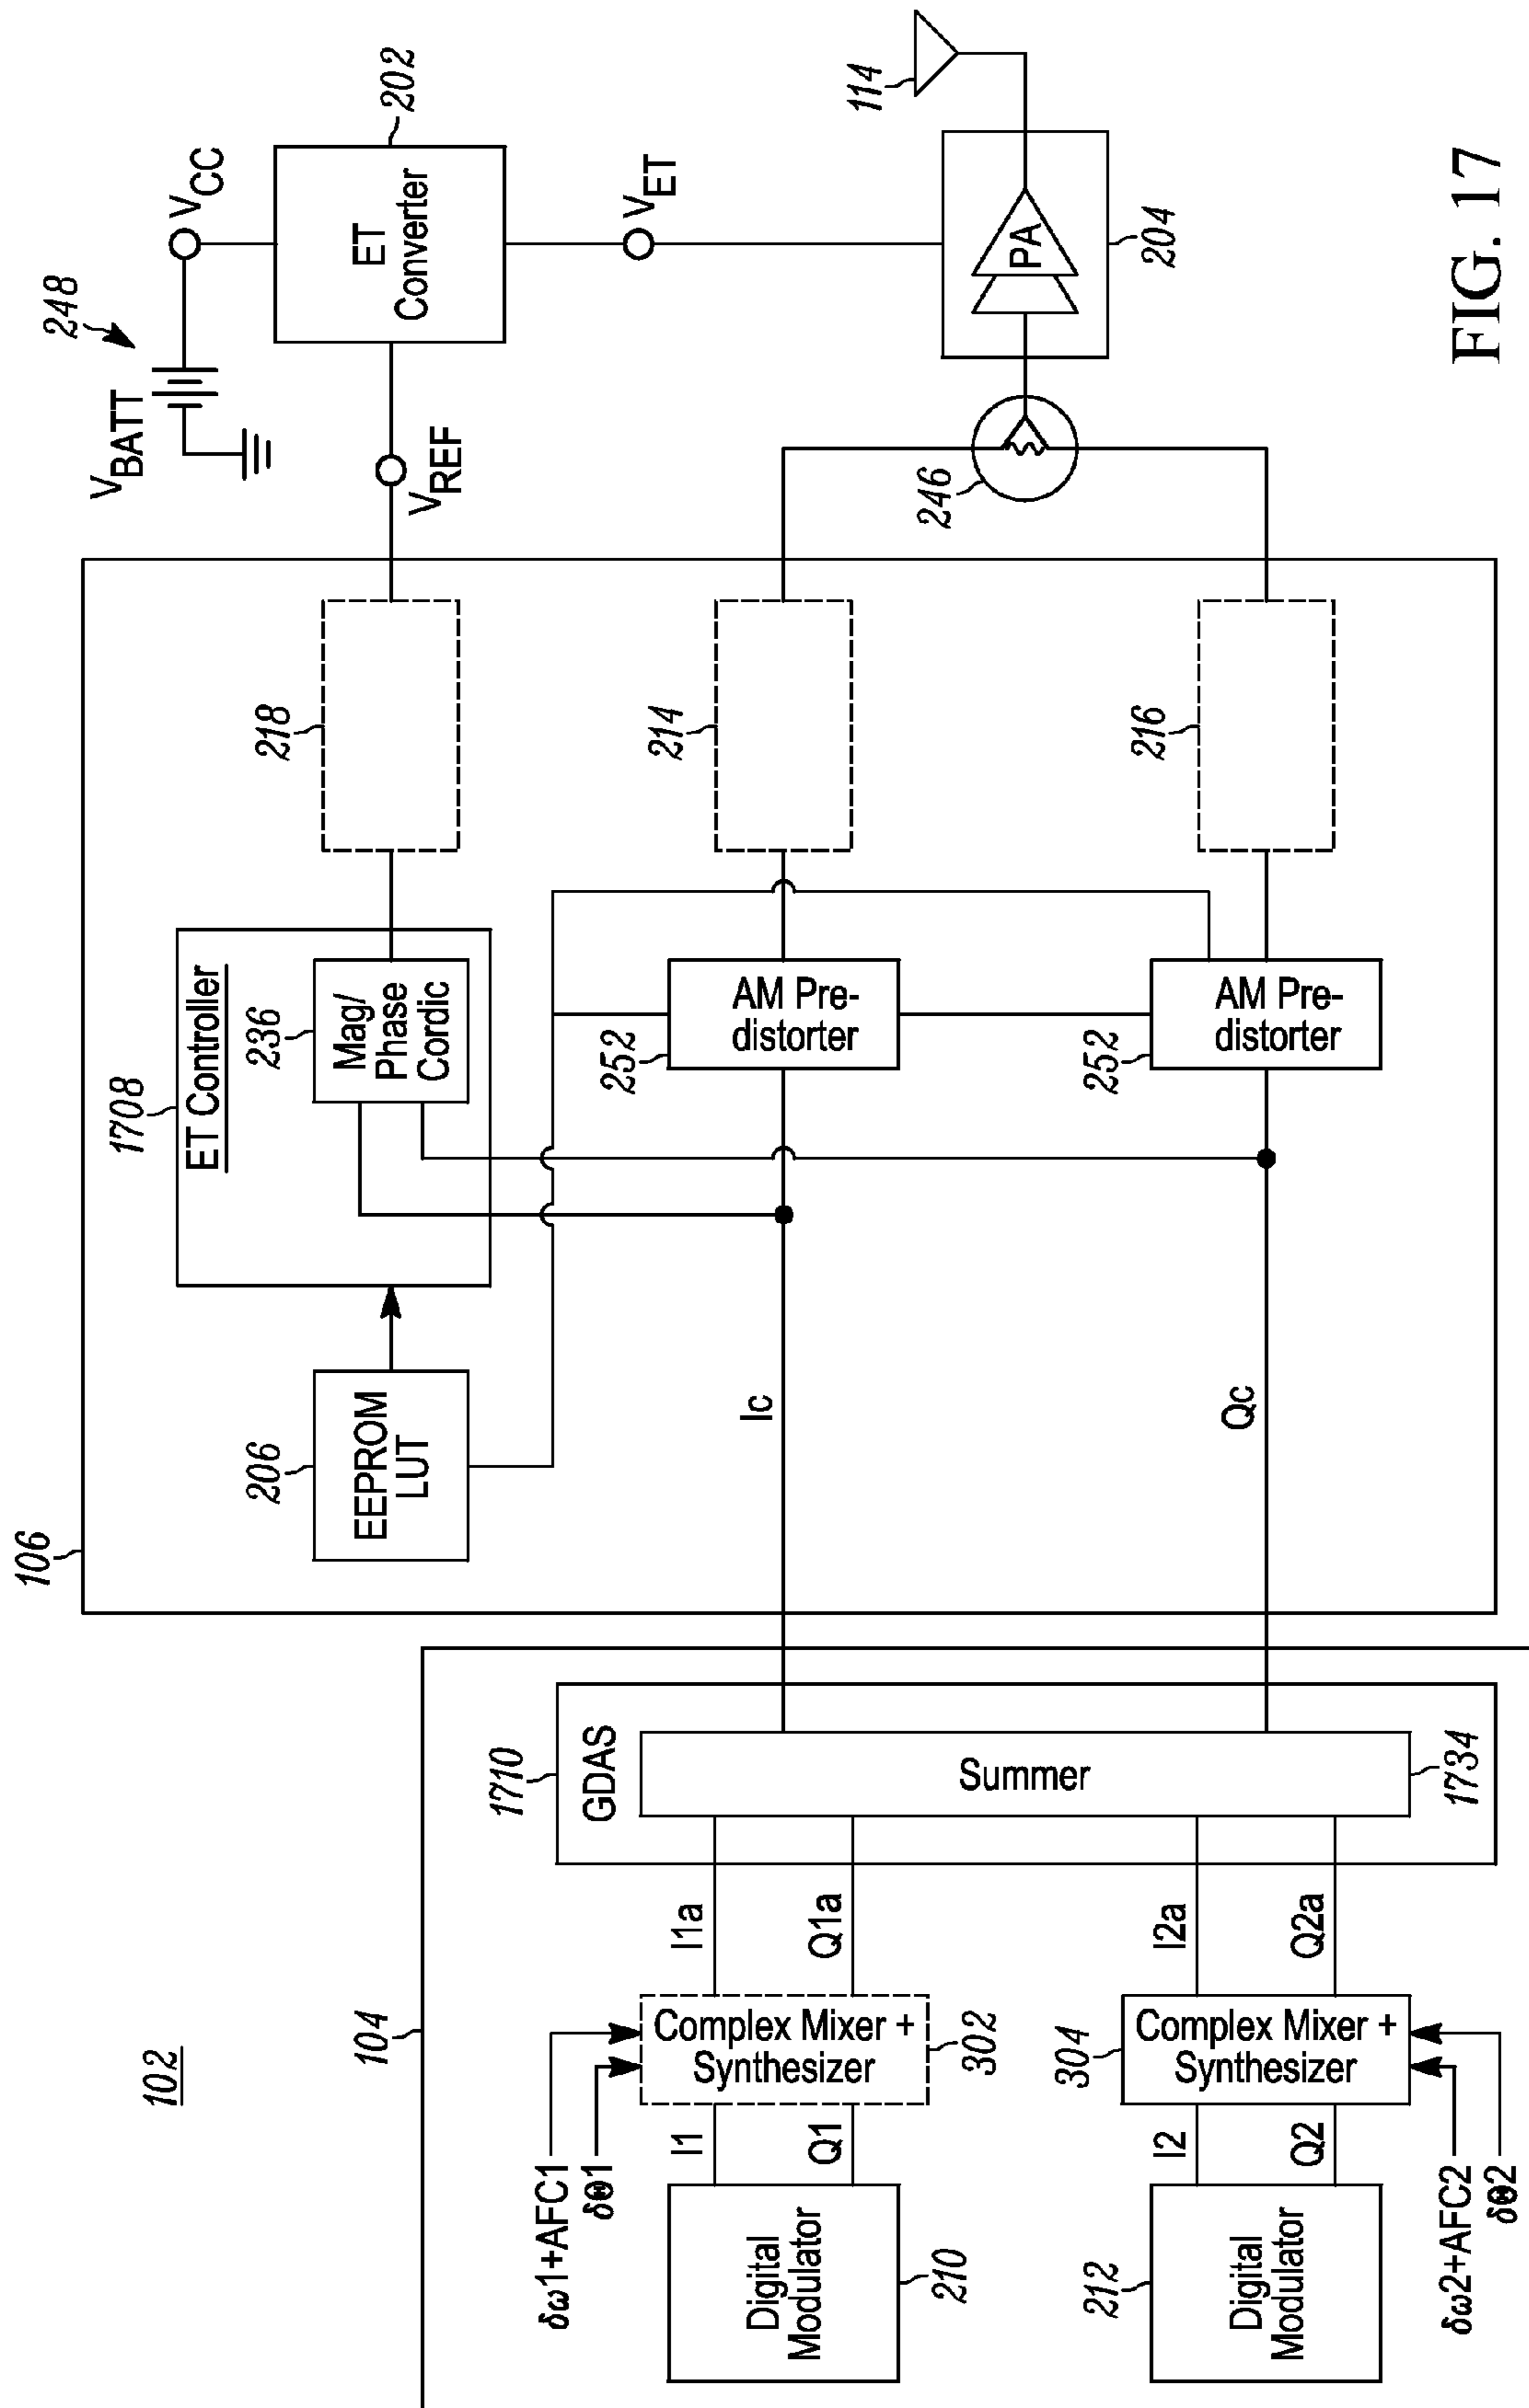 102
104
δω1+AFC1
δΘ1
Digital
Modulator
210
I1
Q1
Complex Mixer +
Synthesizer
302
I1a
Q1a
212
Digital
Modulator
I2
Q2
304
Complex Mixer +
Synthesizer
δω2+AFC2
δΘ2
I2a
Q2a
1710
GDAS
Summer
1734
106
206
EEPROM
LUT
1708
ET Controller
236
Mag/
Phase
Cordic
218
Ic
Qc
252
AM Pre-
distorter
252
AM Pre-
distorter
214
216
VREF
VBATT
248
VCC
ET
Converter
202
VET
246
PA
204
114
FIG. 17